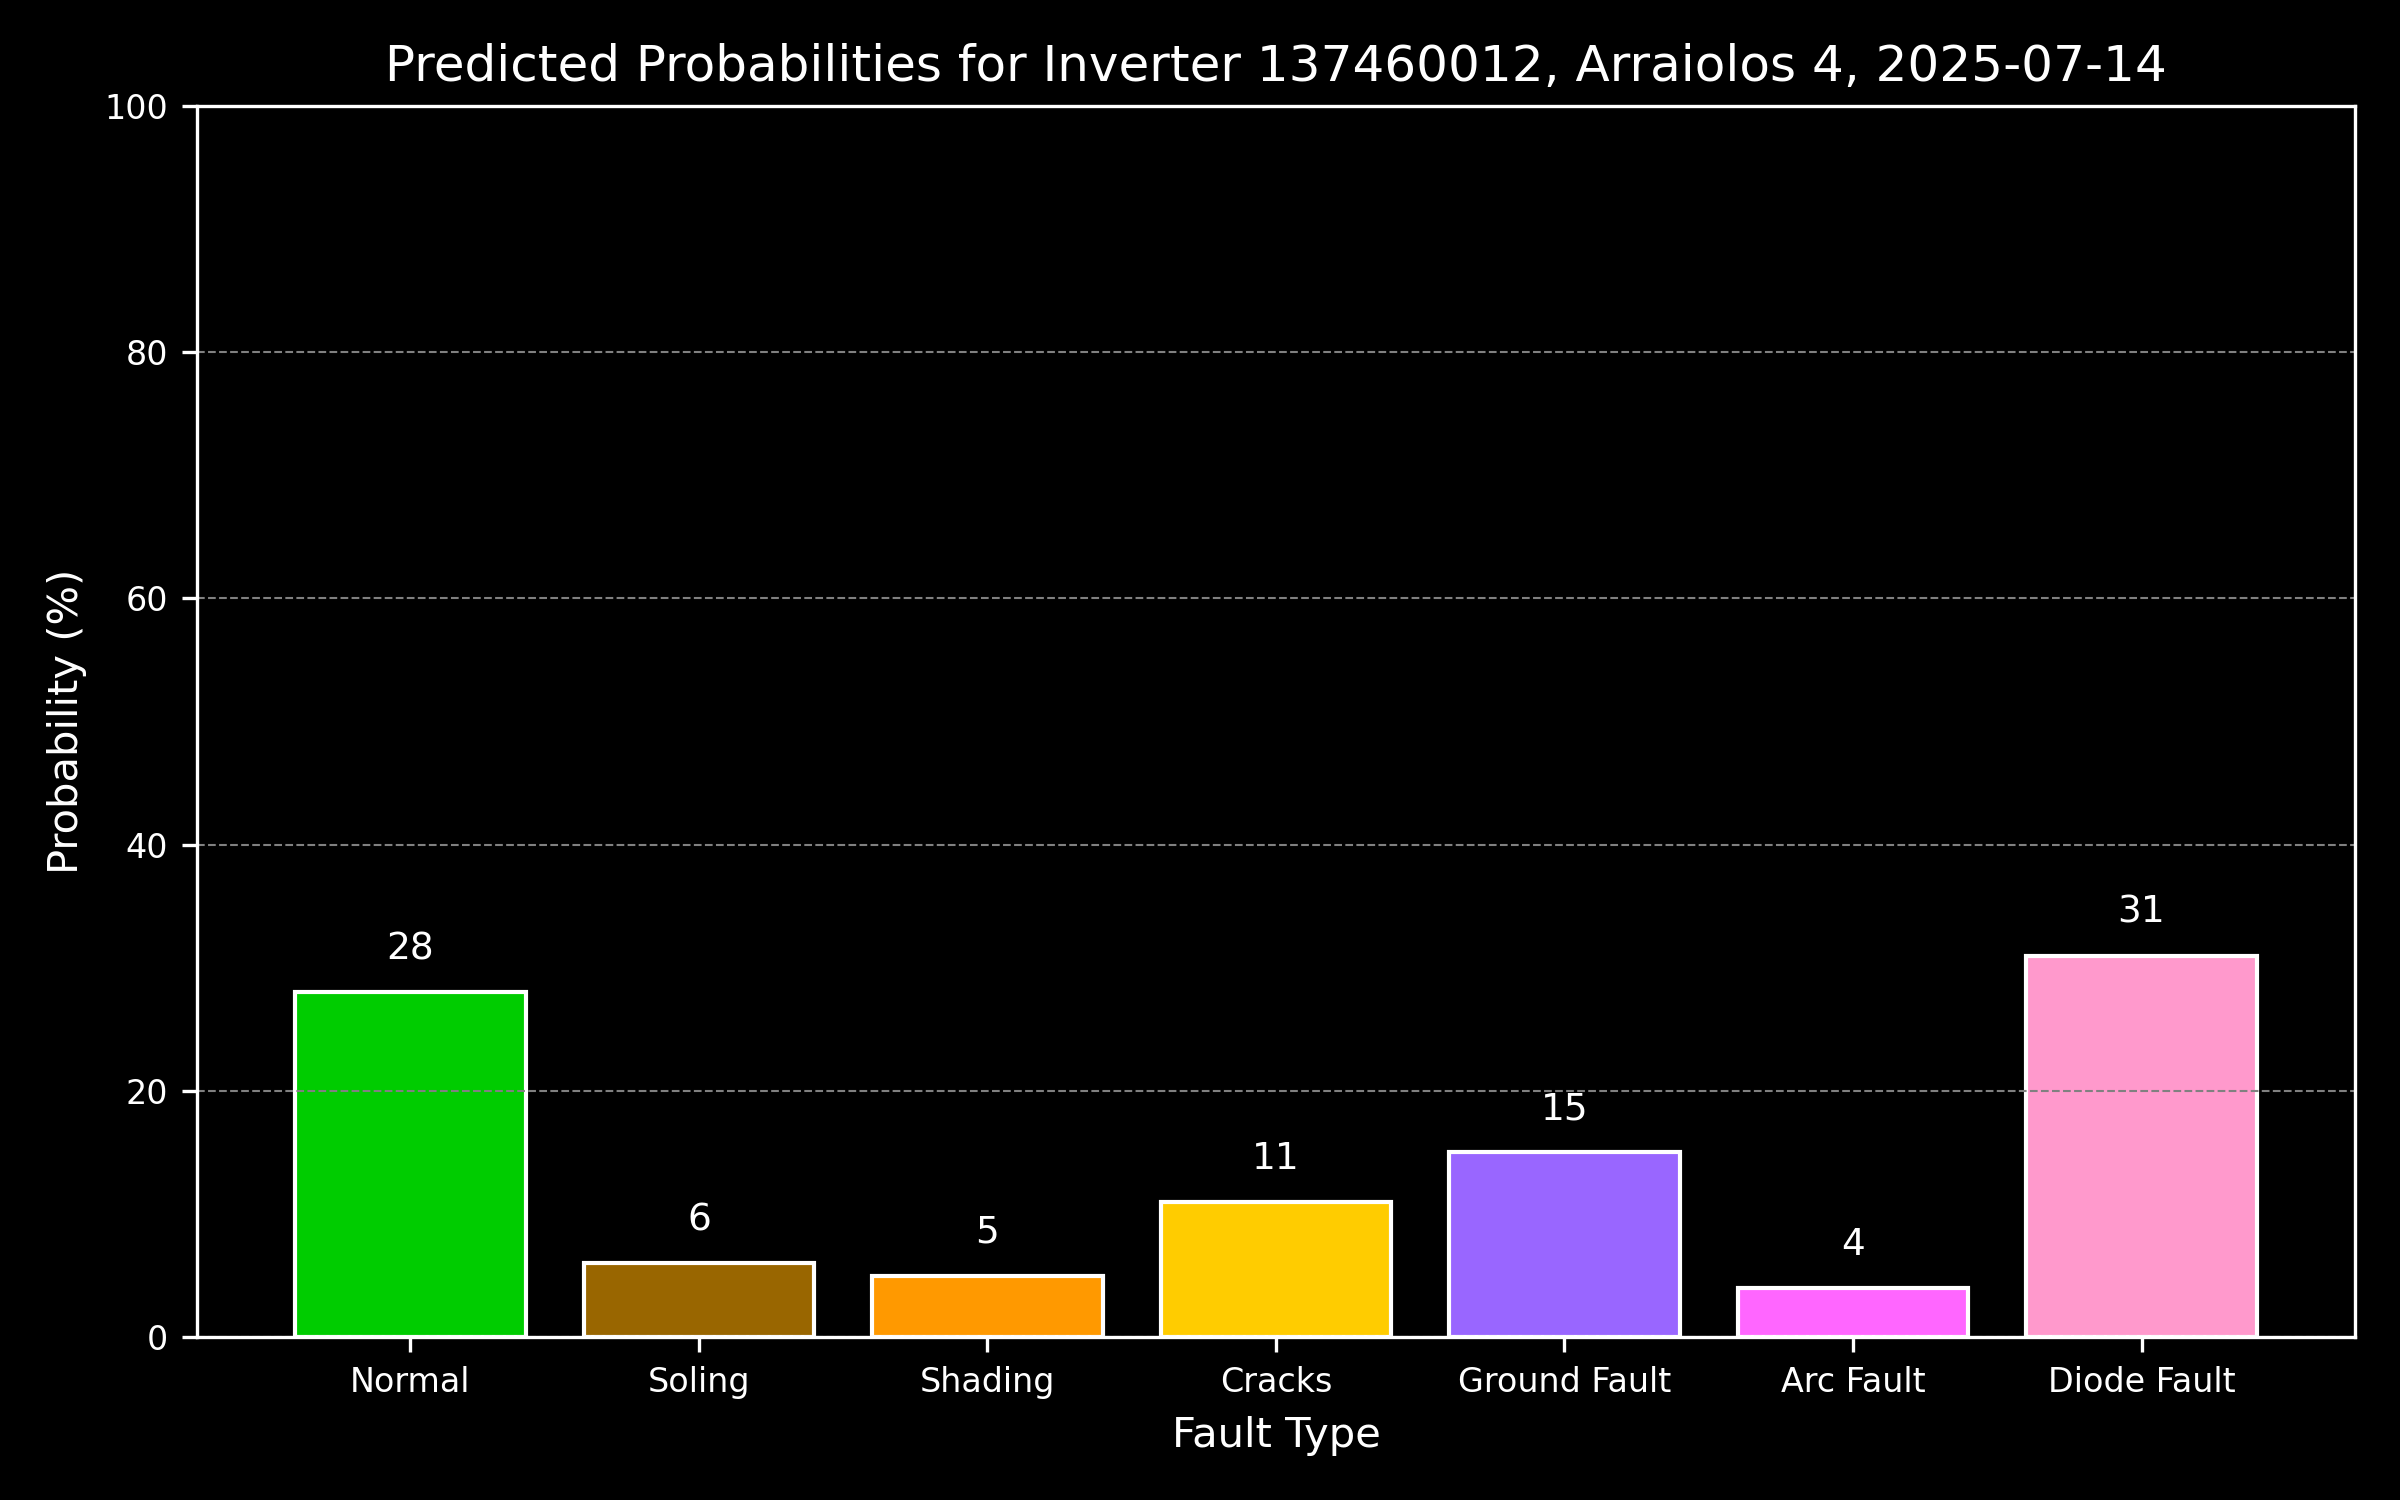 Predicted Probabilities for Inverter 137460012, Arraiolos 4, 2025-07-14
Probability (%)
100
80
60
40
20
0
28
6
5
11
15
4
31
Normal
Soling
Shading
Cracks
Ground Fault
Arc Fault
Diode Fault
Fault Type